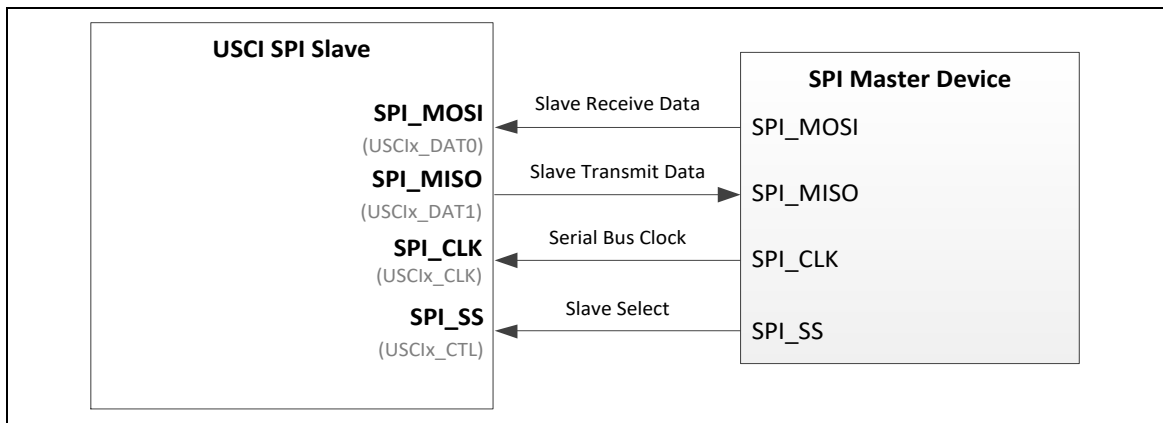 USCI SPI Slave
SPI Master Device
SPI_MOSI
(USCIx_DAT0)
Slave Receive Data
SPI_MOSI
SPI_MISO
(USCIx_DAT1)
Slave Transmit Data
SPI_MISO
SPI_CLK
(USCIx_CLK)
Serial Bus Clock
SPI_CLK
SPI_SS
(USCIx_CTL)
Slave Select
SPI_SS